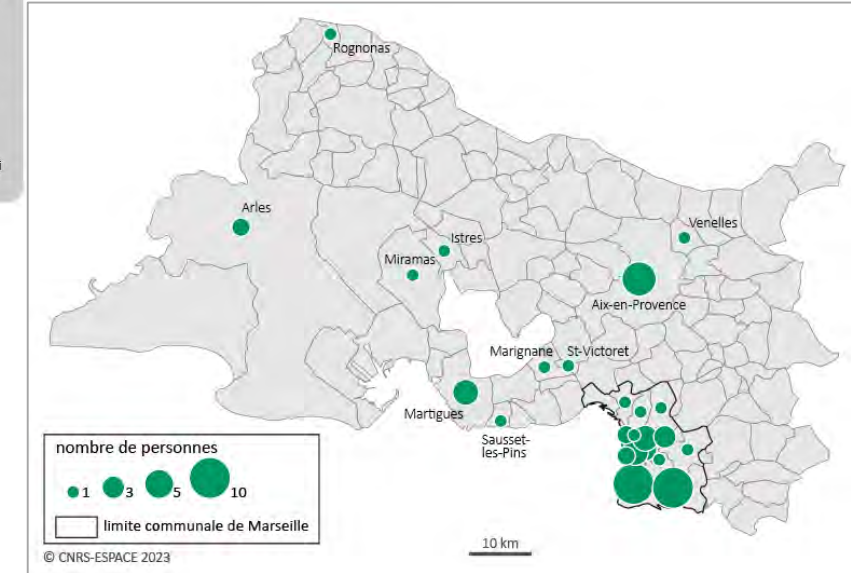 Rognonas
i
Arles
Venelles
Istres
Miramas
Aix-en-Provence
Marignane St-Victoret
Martigues
Sausset-
les-Pins
nombre de personnes
1 3 5 10
limite communale de Marseille
10 km
© CNRS-ESPACE 2023